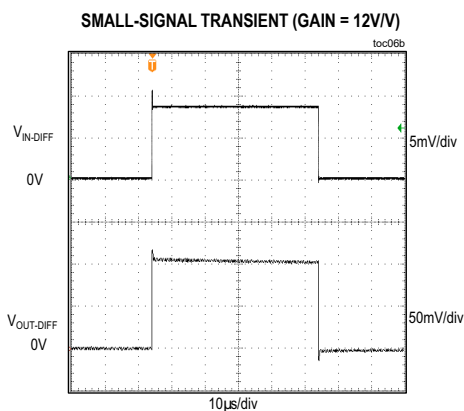 SMALL-SIGNAL TRANSIENT (GAIN = 12V/V)
toc06b
T
VIN-DIFF
5mV/div
0V
VOUT-DIFF
50mV/div
0V
10µs/div